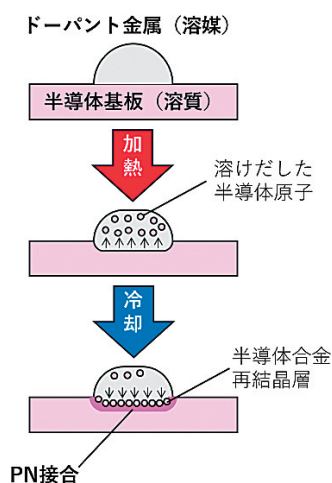 ドーパント金属（溶媒）
半導体基板（溶質）
加熱
溶けだした
半導体原子
冷却
半導体合金
再結晶層
PN接合